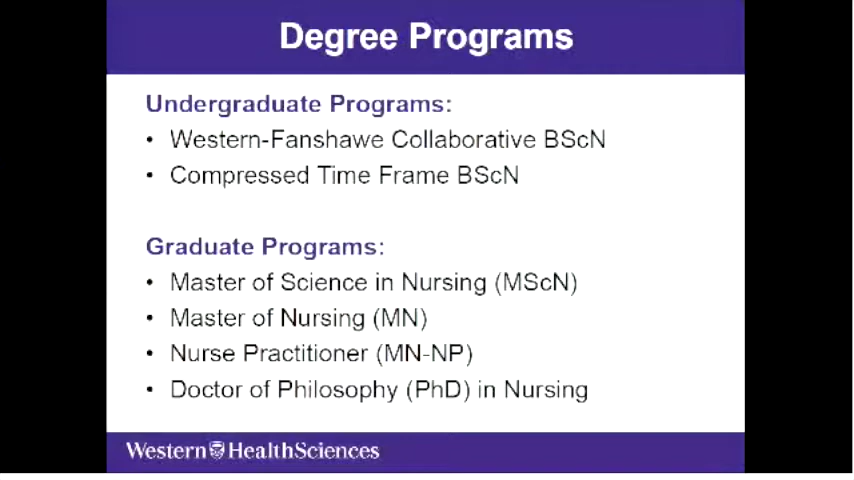 Degree Programs
Undergraduate Programs:
• Western-Fanshawe Collaborative BScN
• Compressed Time Frame BScN
Graduate Programs:
• Master of Science in Nursing (MScN)
• Master of Nursing (MN)
• Nurse Practitioner (MN-NP)
• Doctor of Philosophy (PhD) in Nursing
Western HealthSciences